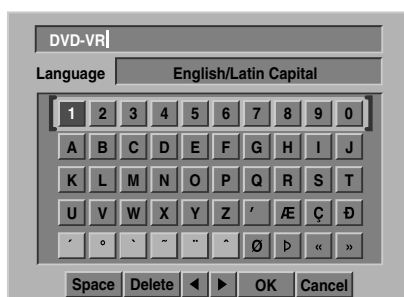 DVD-VR
Language English/Latin Capital
1 2 3 4 5 6 7 8 9 0
A B C D E F G H I J
K L M N O P Q R S T
U V W X Y Z ′ Æ Ç Ð
´ ° ` ~ ¨ ^ Ø Þ « »
Space Delete ◀ ▶ OK Cancel